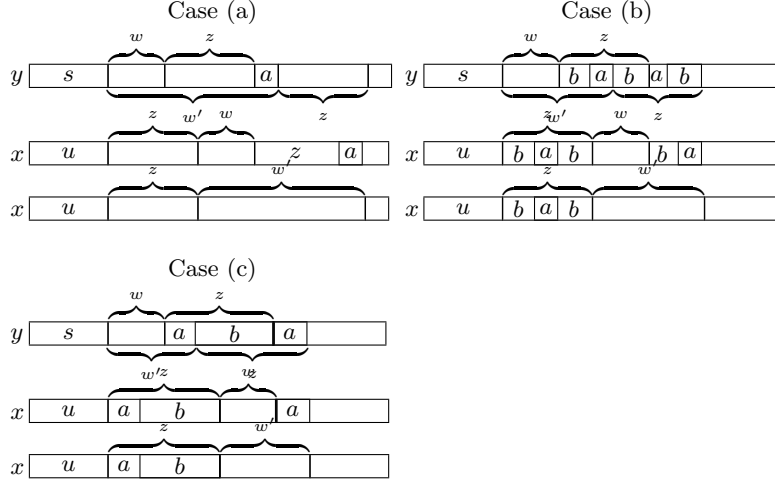 Case (a)
w z
y s a
w' z
z w
x u z a
z w'
x u
Case (b)
w z
y s b a b a b
w' z
z w
x u b a b b a
z w'
x u b a b
Case (c)
w z
y s a b a
w' z
z w
x u a b a
z w'
x u a b